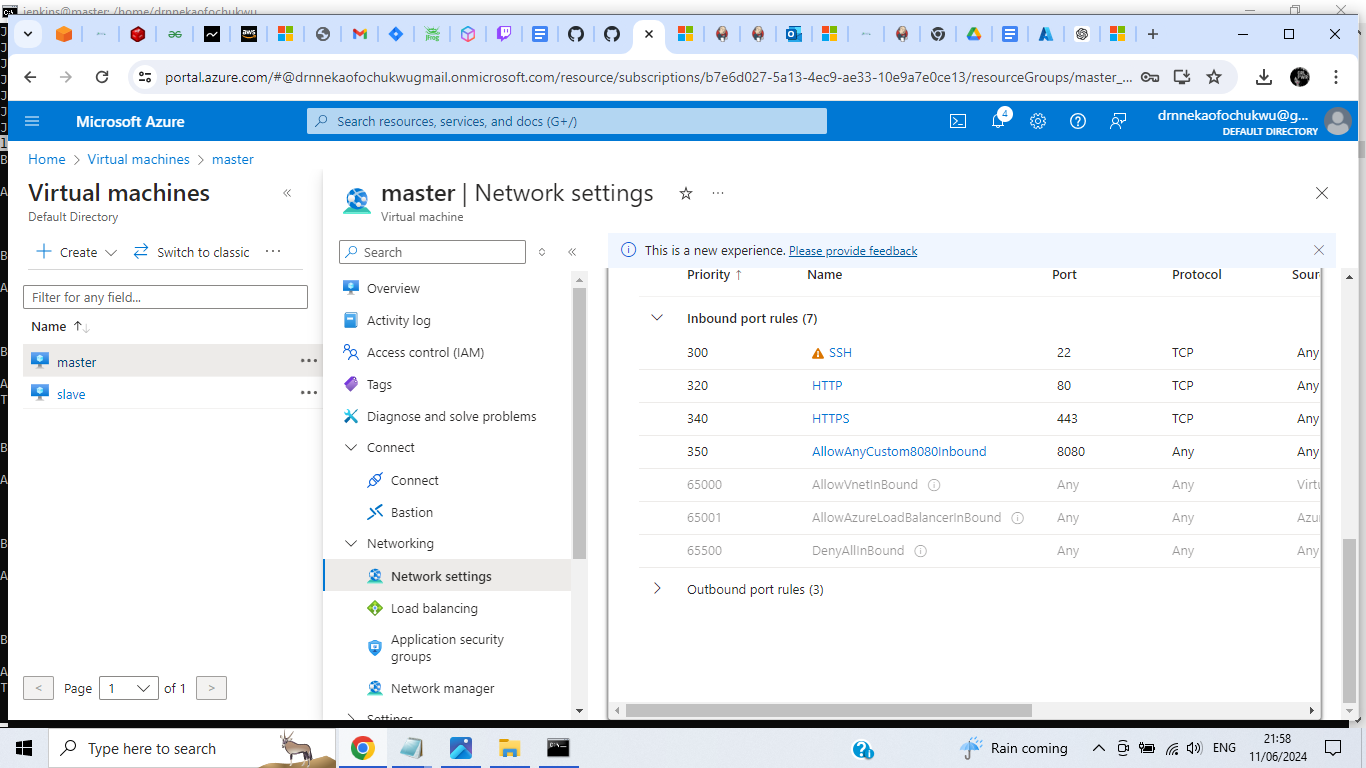 jenkins@master: /home/drnnekaofochukwu
portal.azure.com/#@drnnekaofochukwugmail.onmicrosoft.com/resource/subscriptions/b7e6d027-5a13-4ec9-ae33-10e9a7e0ce13/resourceGroups/master_...
Microsoft Azure
Search resources, services, and docs (G+/)
4
drnnekaofochukwu@g...
DEFAULT DIRECTORY
Home > Virtual machines > master
Virtual machines
Default Directory
Create
Switch to classic
Filter for any field...
Name
master
slave
< Page 1 of 1 >
master | Network settings
Virtual machine
Search
Overview
Activity log
Access control (IAM)
Tags
Diagnose and solve problems
Connect
Connect
Bastion
Networking
Network settings
Load balancing
Application security
groups
Network manager
Settings
This is a new experience. Please provide feedback
Priority ↑ Name Port Protocol Sour
Inbound port rules (7)
300 SSH 22 TCP Any
320 HTTP 80 TCP Any
340 HTTPS 443 TCP Any
350 AllowAnyCustom8080Inbound 8080 Any Any
65000 AllowVnetInBound Any Any Virtu
65001 AllowAzureLoadBalancerInBound Any Any Azu
65500 DenyAllInBound Any Any Any
Outbound port rules (3)
Type here to search
Rain coming
ENG
21:58
11/06/2024